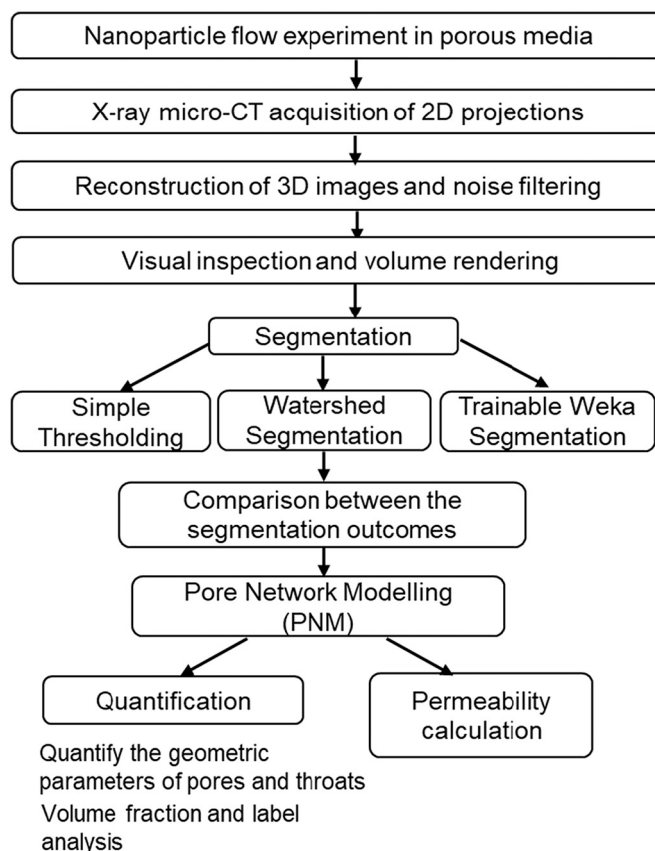 Nanoparticle flow experiment in porous media
X-ray micro-CT acquisition of 2D projections
Reconstruction of 3D images and noise filtering
Visual inspection and volume rendering
Segmentation
Simple
Thresholding
Watershed
Segmentation
Trainable Weka
Segmentation
Comparison between the
segmentation outcomes
Pore Network Modelling
(PNM)
Quantification
Permeability
calculation
Quantify the geometric
parameters of pores and throats
Volume fraction and label
analysis